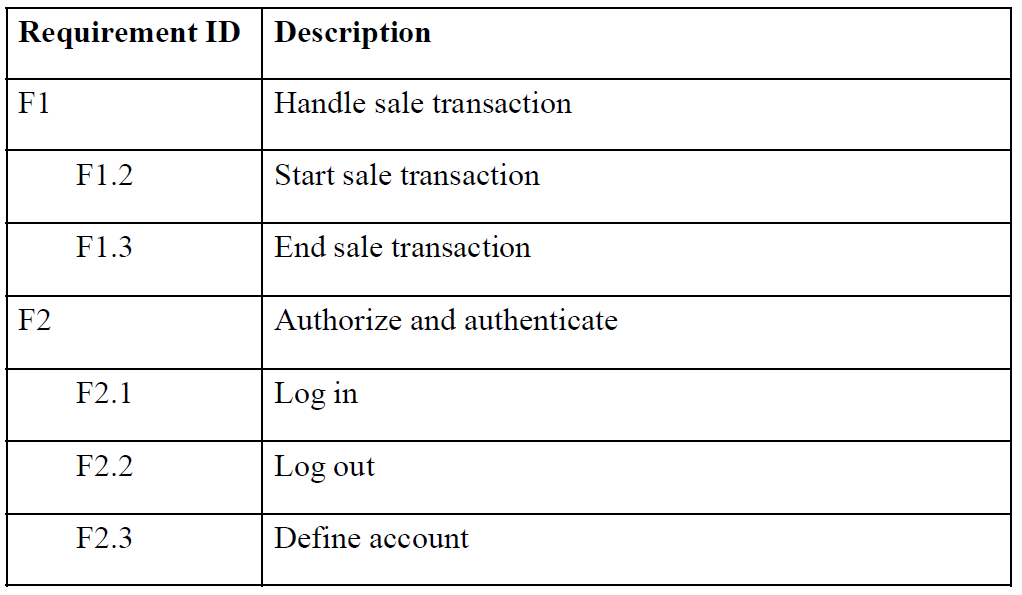 Requirement ID Description
F1 Handle sale transaction
F1.2 Start sale transaction
F1.3 End sale transaction
F2 Authorize and authenticate
F2.1 Log in
F2.2 Log out
F2.3 Define account